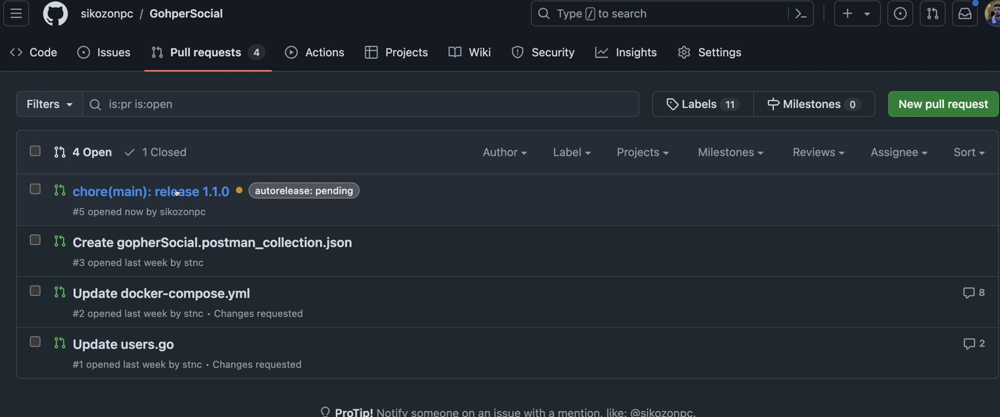 sikozonpc / GohperSocial
Type / to search
Code
Issues
Pull requests 4
Actions
Projects
Wiki
Security
Insights
Settings
Filters
is:pr is:open
Labels 11
Milestones 0
New pull request
4 Open
1 Closed
Author
Label
Projects
Milestones
Reviews
Assignee
Sort
chore(main): release 1.1.0
autorelease: pending
#5 opened now by sikozonpc
Create gopherSocial.postman_collection.json
#3 opened last week by stnc
Update docker-compose.yml
8
#2 opened last week by stnc • Changes requested
Update users.go
2
#1 opened last week by stnc • Changes requested
ProTip! Notify someone on an issue with a mention, like: @sikozonpc.